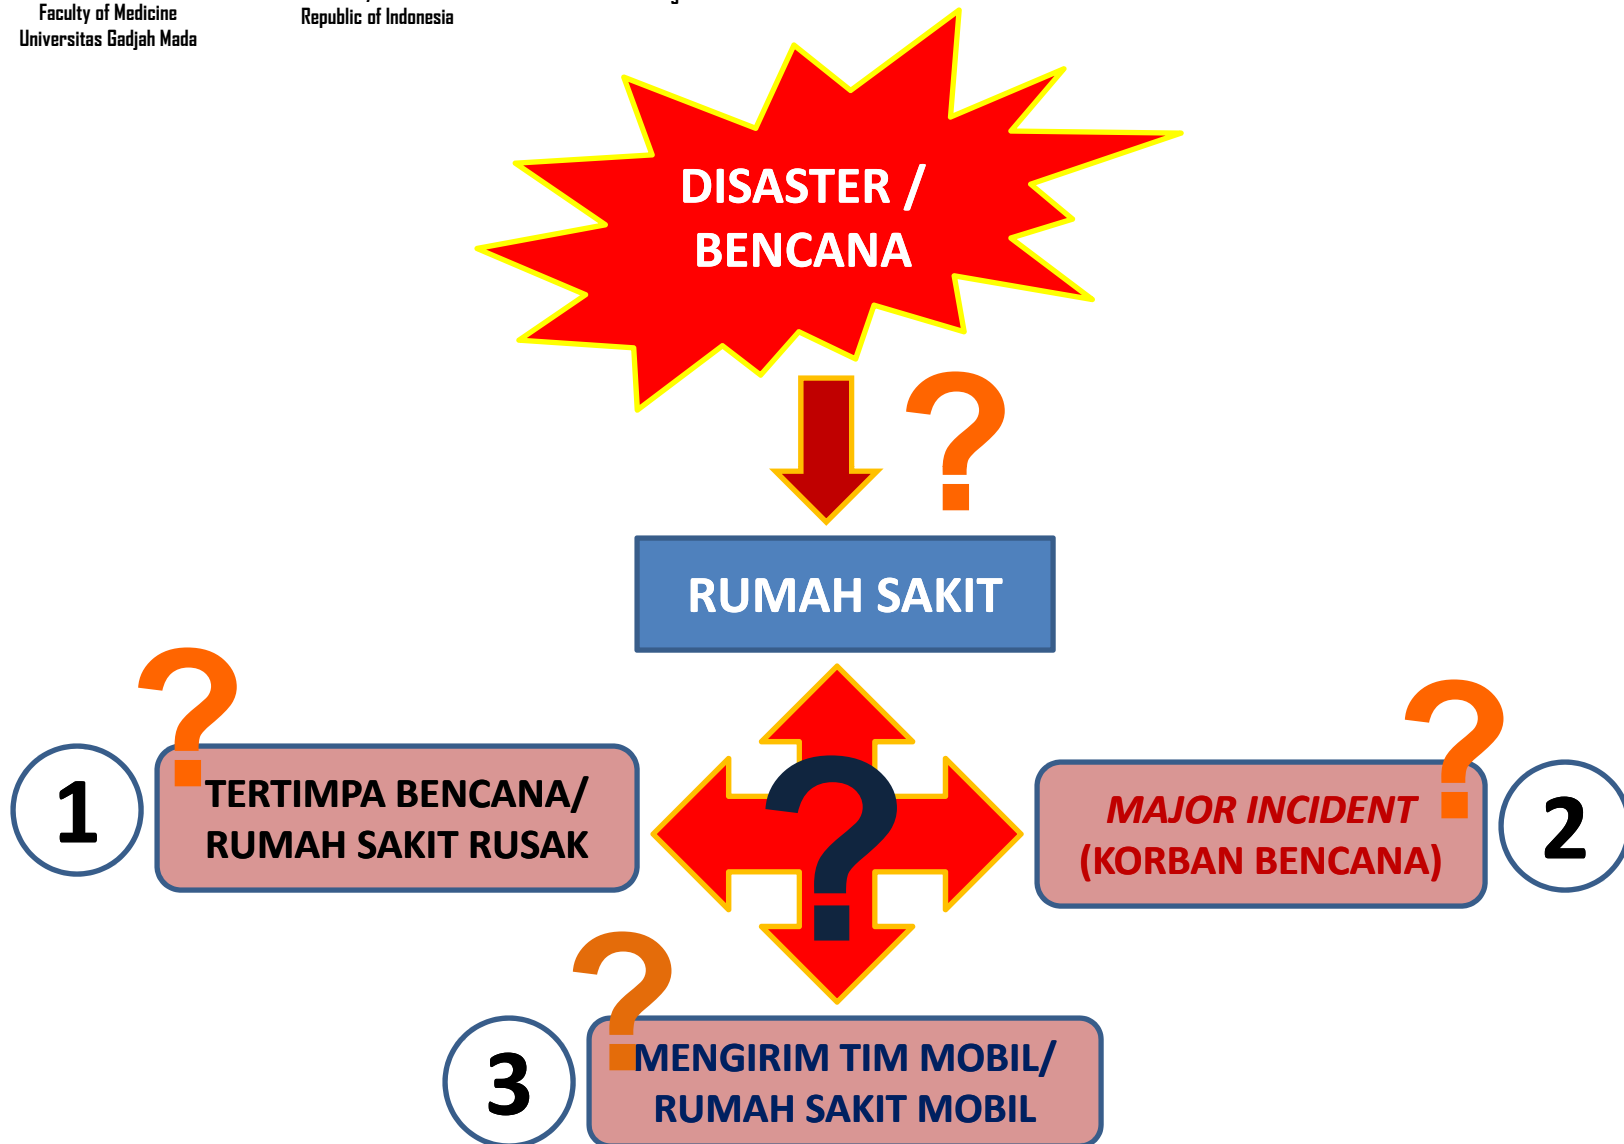 Faculty of Medicine
Universitas Gadjah Mada
Republic of Indonesia
DISASTER /
BENCANA
?
RUMAH SAKIT
?
?
1
TERTIMPA BENCANA/
RUMAH SAKIT RUSAK
?
MAJOR INCIDENT
(KORBAN BENCANA)
2
?
3
MENGIRIM TIM MOBIL/
RUMAH SAKIT MOBIL